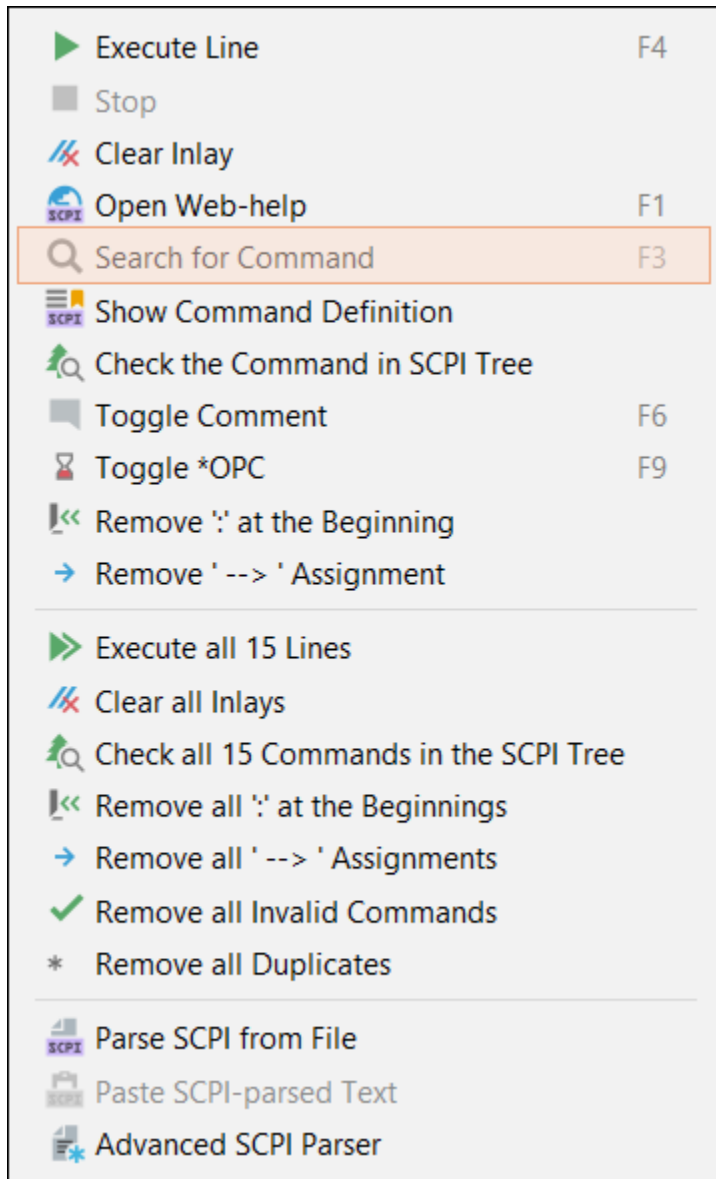 Execute Line F4
Stop
Clear Inlay
SCPI Open Web-help F1
Search for Command F3
SCPI Show Command Definition
Check the Command in SCPI Tree
Toggle Comment F6
Toggle *OPC F9
Remove ':' at the Beginning
Remove ' --> ' Assignment
Execute all 15 Lines
Clear all Inlays
Check all 15 Commands in the SCPI Tree
Remove all ':' at the Beginnings
Remove all ' --> ' Assignments
Remove all Invalid Commands
* Remove all Duplicates
SCPI Parse SCPI from File
SCPI Paste SCPI-parsed Text
Advanced SCPI Parser